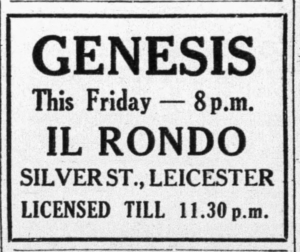 GENESIS
This Friday — 8 p.m.
IL RONDO
SILVER ST., LEICESTER
LICENSED TILL 11.30 p.m.